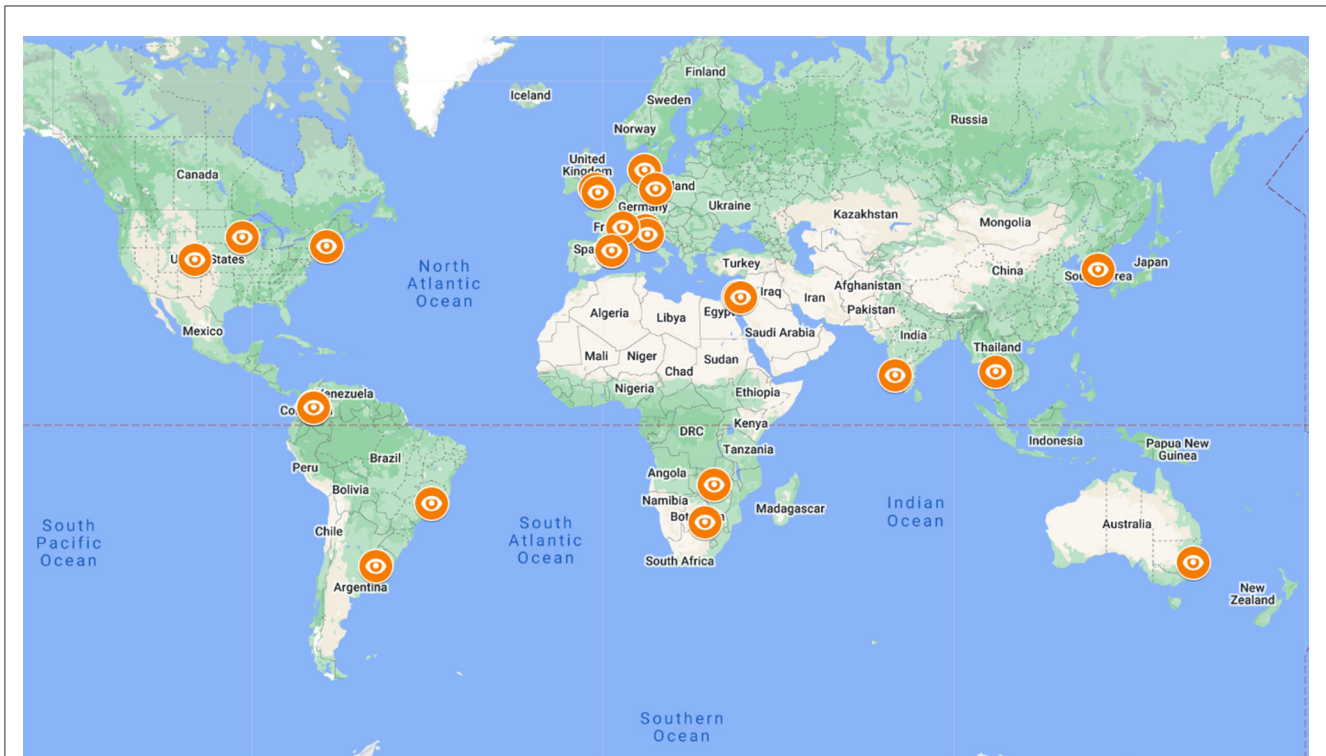 Finland
Iceland
Sweden
Russia
Norway
United
Kingdom
Canada
Germany
Ukraine
Kazakhstan
Mongolia
Turkey
China
Japan
North
Atlantic
Ocean
Iraq
Iran
Afghanistan
Pakistan
Algeria
Libya
Saudi Arabia
India
Mexico
Thailand
Mali
Niger
Sudan
Chad
Nigeria
Ethiopia
Kenya
DRC
Indonesia
Papua New
Guinea
Tanzania
Brazil
Peru
Angola
Bolivia
Namibia
Madagascar
Indian
Ocean
South
Pacific
Ocean
South
Atlantic
Ocean
Chile
Australia
South Africa
Argentina
New
Zealand
Southern
Ocean